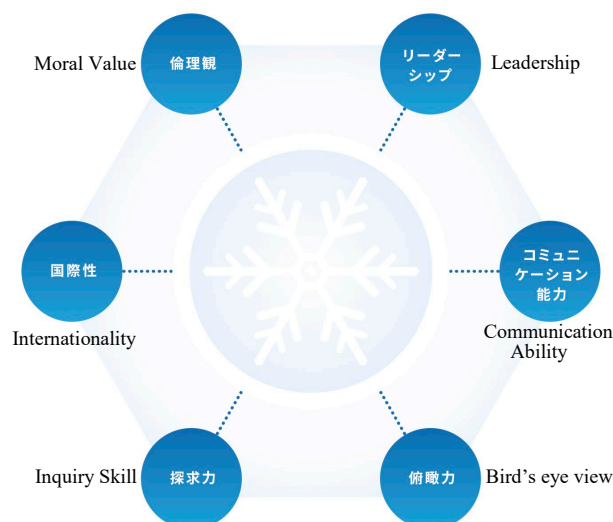 Moral Value
倫理観
リーダー
シップ
Leadership
国際性
Internationality
コミュニ
ケーション
能力
Communication
Ability
Inquiry Skill
探求力
俯瞰力
Bird’s eye view